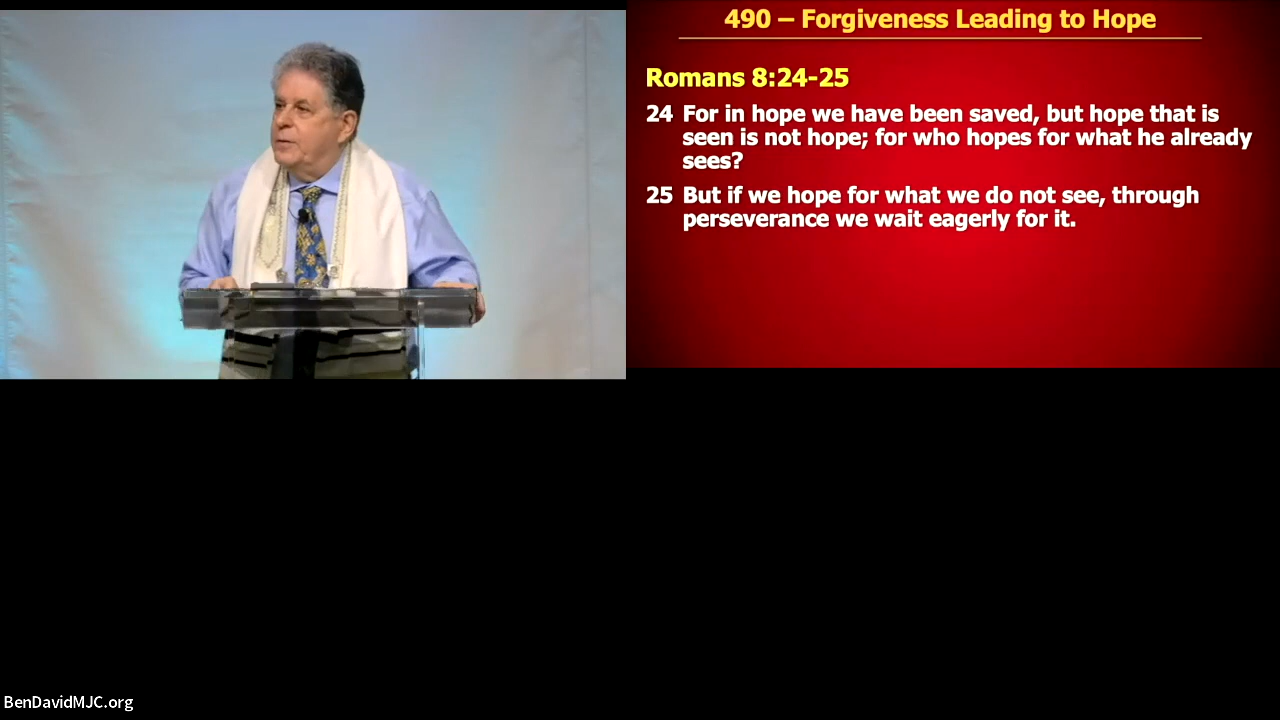 490 – Forgiveness Leading to Hope
Romans 8:24-25
24 For in hope we have been saved, but hope that is
seen is not hope; for who hopes for what he already
sees?
25 But if we hope for what we do not see, through
perseverance we wait eagerly for it.
BenDavidMJC.org